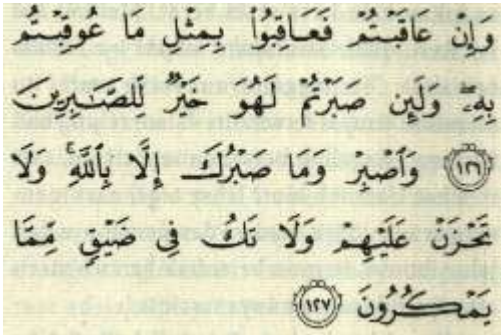 وَإِنْ عَاقَبْتُمْ فَعَاقِبُوا۟ بِمِثْلِ مَا عُوقِبْتُم
بِهِۦ ۖ وَلَئِن صَبَرْتُمْ لَهُوَ خَيْرٌ لِّلصَّـٰبِرِينَ
﴿١٢٦﴾ وَٱصْبِرْ وَمَا صَبْرُكَ إِلَّا بِٱللَّهِ ۚ وَلَا
تَحْزَنْ عَلَيْهِمْ وَلَا تَكُ فِى ضَيْقٍ مِّمَّا
يَمْكُرُونَ ﴿١٢٧﴾